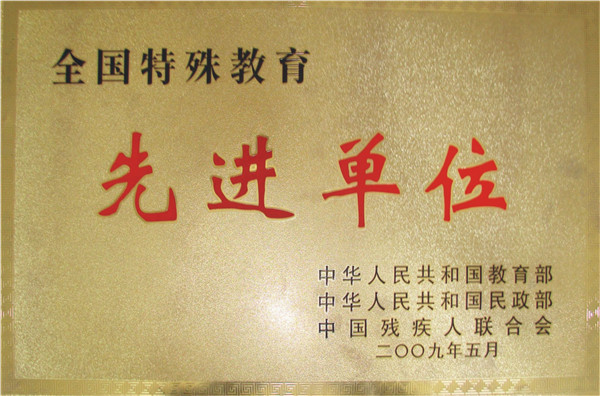 全国特殊教育
先进单位
中华人民共和国教育部
中华人民共和国民政部
中国残疾人联合会
二〇〇九年五月